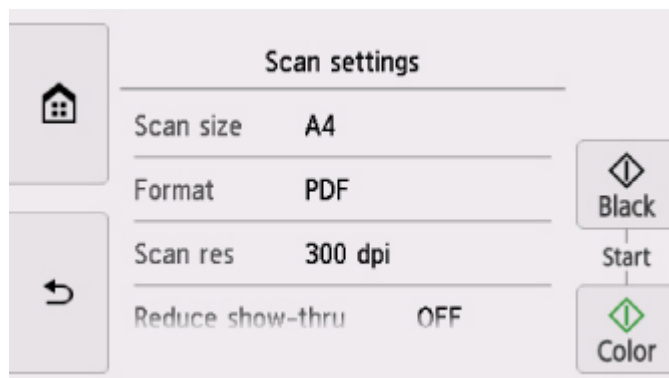 Scan settings
Scan size A4
Format PDF
Scan res 300 dpi
Reduce show-thru OFF
Black
Start
Color